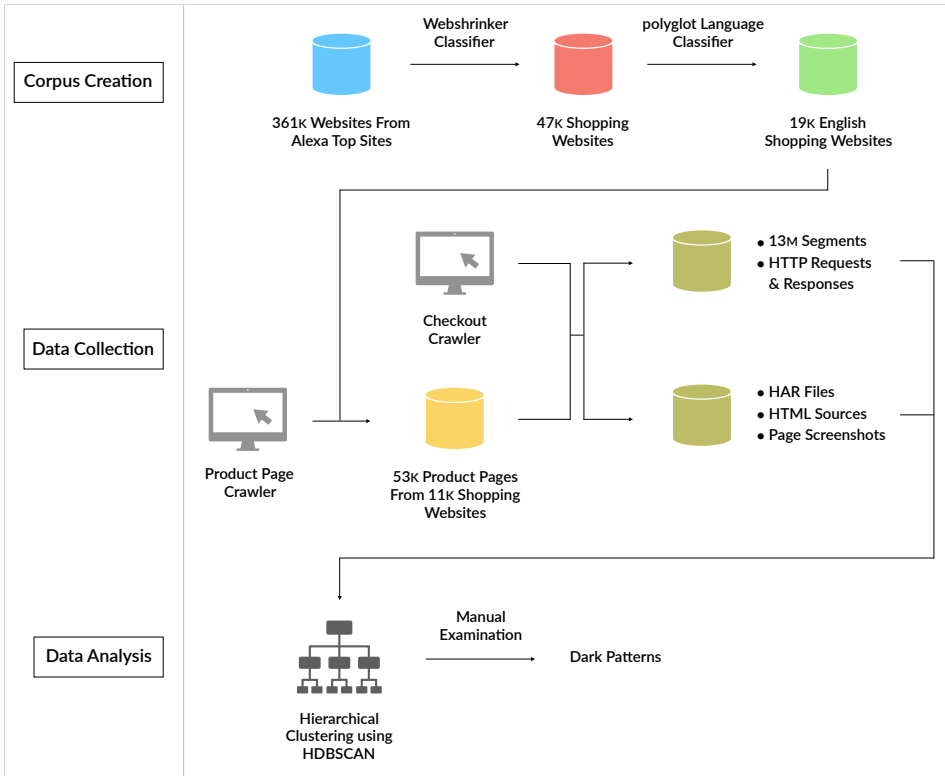 Corpus Creation
Webshrinker
Classifier
polyglot Language
Classifier
361K Websites From
Alexa Top Sites
47K Shopping
Websites
19K English
Shopping Websites
Data Collection
Checkout
Crawler
• 13M Segments
• HTTP Requests
& Responses
Product Page
Crawler
53K Product Pages
From 11K Shopping
Websites
• HAR Files
• HTML Sources
• Page Screenshots
Data Analysis
Hierarchical
Clustering using
HDBSCAN
Manual
Examination
Dark Patterns